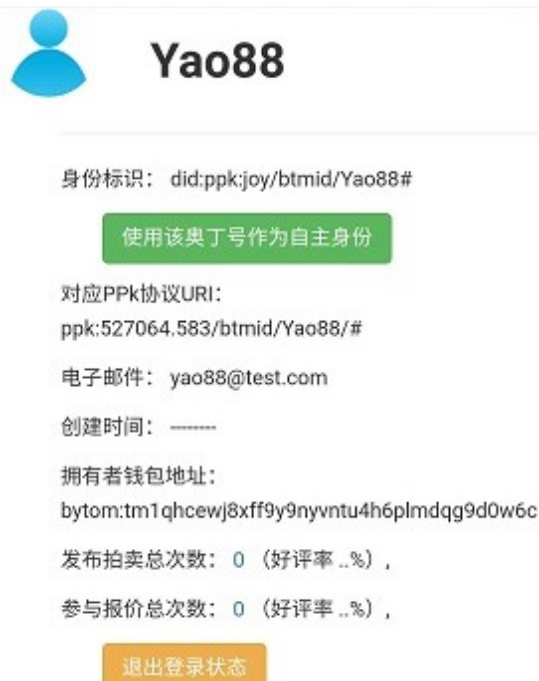 Yao88
身份标识： did:ppk:joy/btmid/Yao88#
使用该奥丁号作为自主身份
对应PPk协议URI：
ppk:527064.583/btmid/Yao88/#
电子邮件： yao88@test.com
创建时间： --------
拥有者钱包地址：
bytom:tm1qhcewj8xff9y9nyvntu4h6plmdqg9d0w6c
发布拍卖总次数： 0 （好评率 ..%）,
参与报价总次数： 0 （好评率 ..%）,
退出登录状态